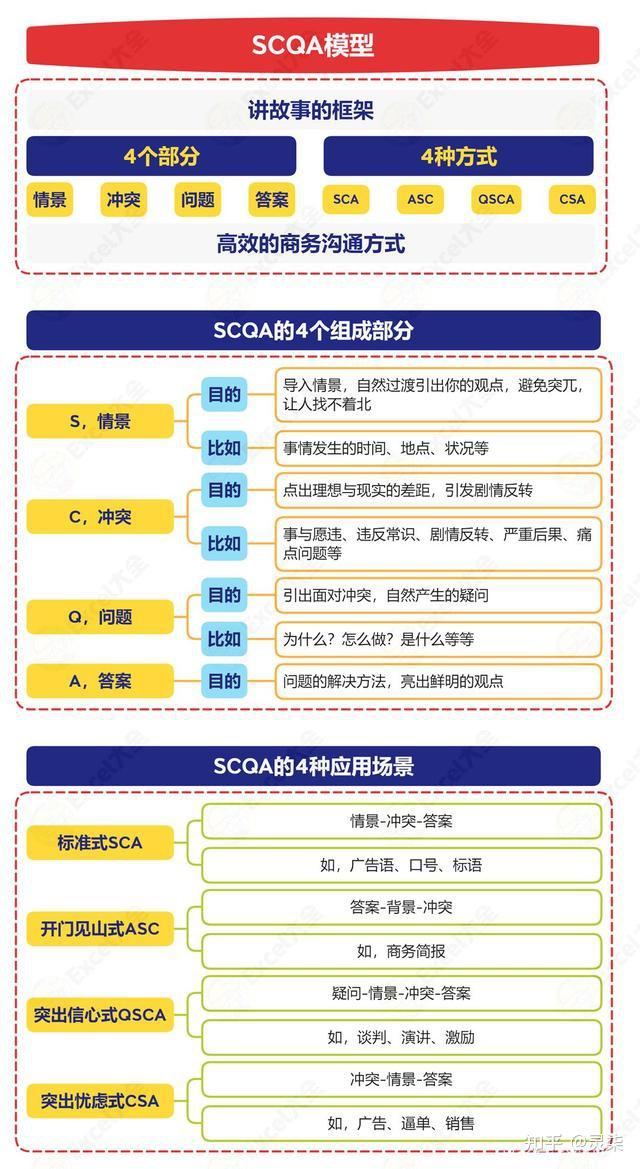 SCQA模型
讲故事的框架
4个部分
4种方式
情景
冲突
问题
答案
SCA
ASC
QSCA
CSA
高效的商务沟通方式
SCQA的4个组成部分
S，情景
目的
导入情景，自然过渡引出你的观点，避免突兀，
让人找不着北
比如
事情发生的时间、地点、状况等
C，冲突
目的
点出理想与现实的差距，引发剧情反转
比如
事与愿违、违反常识、剧情反转、严重后果、痛
点问题等
Q，问题
目的
引出面对冲突，自然产生的疑问
比如
为什么？怎么做？是什么等等
A，答案
目的
问题的解决方法，亮出鲜明的观点
SCQA的4种应用场景
标准式SCA
情景-冲突-答案
如，广告语、口号、标语
开门见山式ASC
答案-背景-冲突
如，商务简报
突出信心式QSCA
疑问-情景-冲突-答案
如，谈判、演讲、激励
突出忧虑式CSA
冲突-情景-答案
如，广告、逼单、销售
Excel大全
知乎 @灵柒